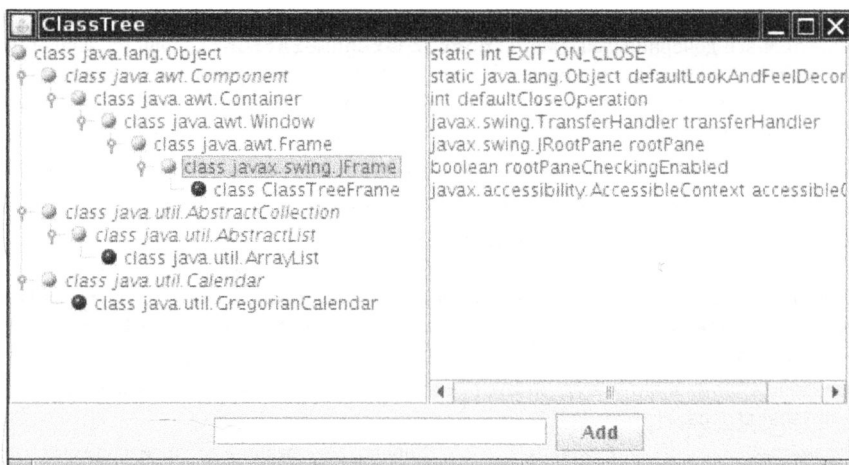 ClassTree
class java.lang.Object
class java.awt.Component
class java.awt.Container
class java.awt.Window
class java.awt.Frame
class javax.swing.JFrame
class ClassTreeFrame
class java.util.AbstractCollection
class java.util.AbstractList
class java.util.ArrayList
class java.util.Calendar
class java.util.GregorianCalendar
static int EXIT_ON_CLOSE
static java.lang.Object defaultLookAndFeelDecor
int defaultCloseOperation
javax.swing.TransferHandler transferHandler
javax.swing.JRootPane rootPane
boolean rootPaneCheckingEnabled
javax.accessibility.AccessibleContext accessibleC
Add